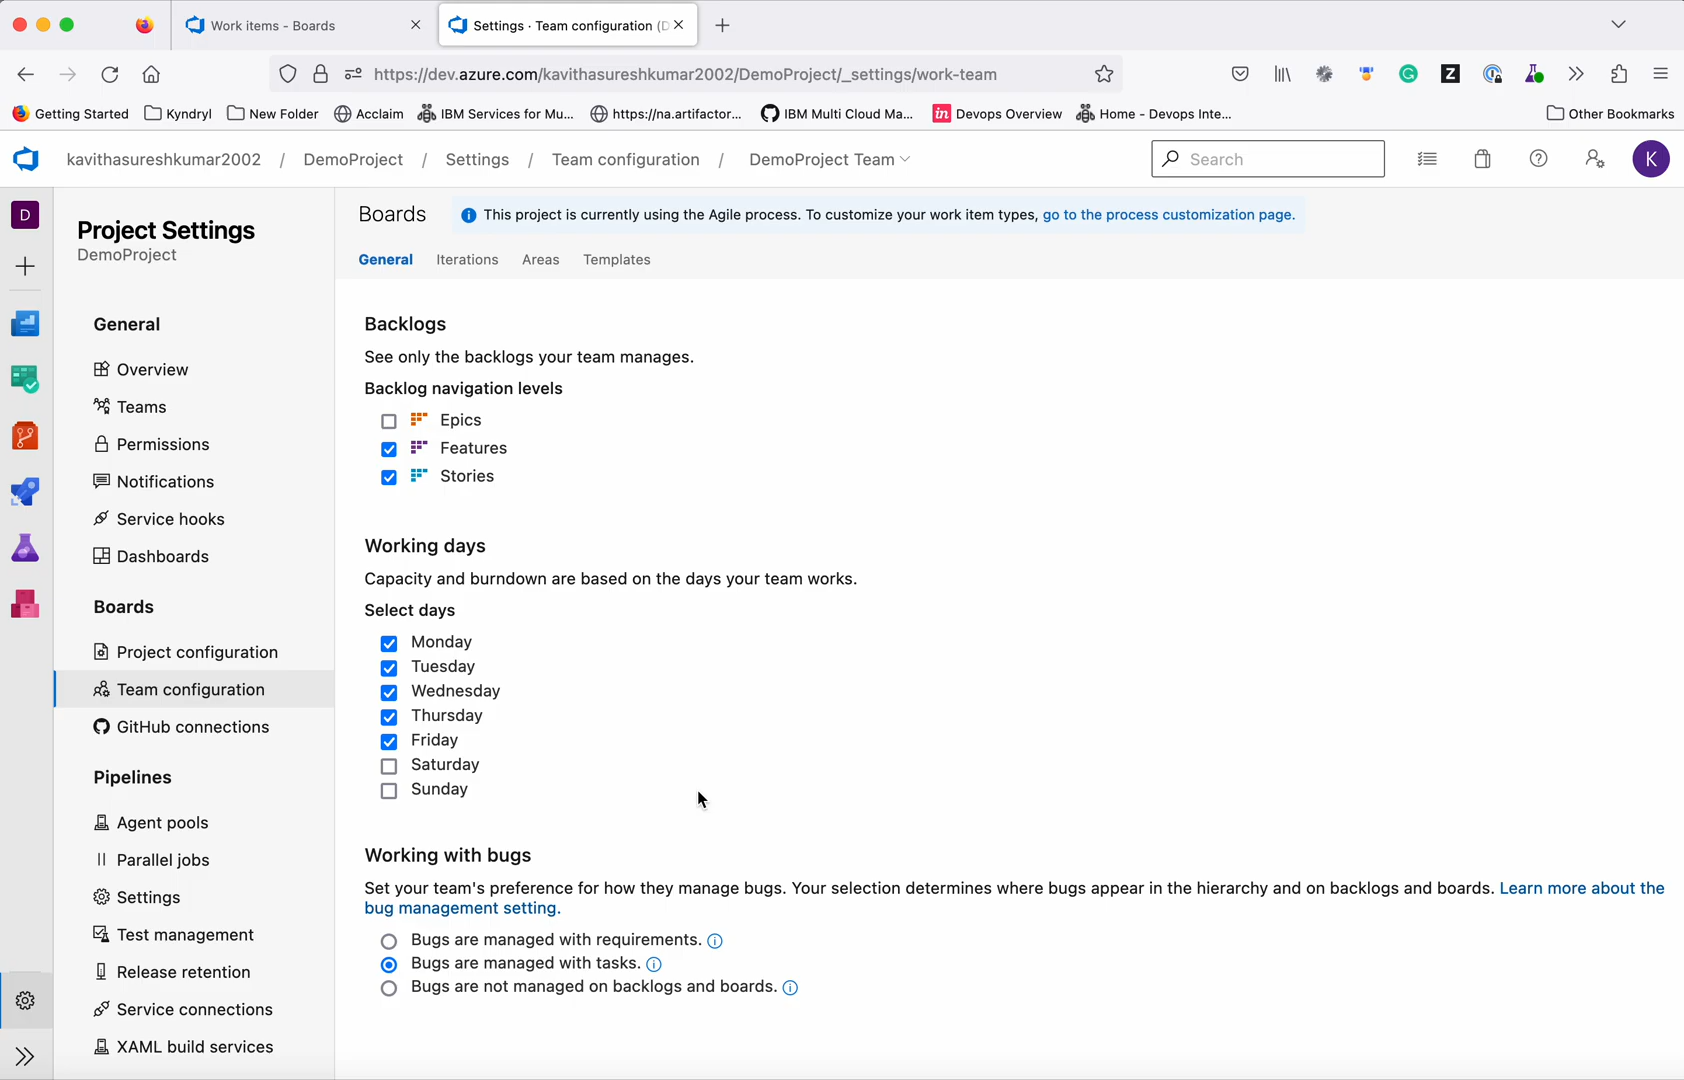 Work items - Boards
Settings · Team configuration (D
https://dev.azure.com/kavithasureshkumar2002/DemoProject/_settings/work-team
Getting Started
Kyndryl
New Folder
Acclaim
IBM Services for Mu...
https://na.artifactor...
IBM Multi Cloud Ma...
in Devops Overview
Home - Devops Inte...
Other Bookmarks
kavithasureshkumar2002 / DemoProject / Settings / Team configuration / DemoProject Team
Search
K
D
Project Settings
DemoProject
General
Overview
Teams
Permissions
Notifications
Service hooks
Dashboards
Boards
Project configuration
Team configuration
GitHub connections
Pipelines
Agent pools
Parallel jobs
Settings
Test management
Release retention
Service connections
XAML build services
Boards
This project is currently using the Agile process. To customize your work item types, go to the process customization page.
General
Iterations
Areas
Templates
Backlogs
See only the backlogs your team manages.
Backlog navigation levels
Epics
Features
Stories
Working days
Capacity and burndown are based on the days your team works.
Select days
Monday
Tuesday
Wednesday
Thursday
Friday
Saturday
Sunday
Working with bugs
Set your team's preference for how they manage bugs. Your selection determines where bugs appear in the hierarchy and on backlogs and boards. Learn more about the
bug management setting.
Bugs are managed with requirements.
Bugs are managed with tasks.
Bugs are not managed on backlogs and boards.